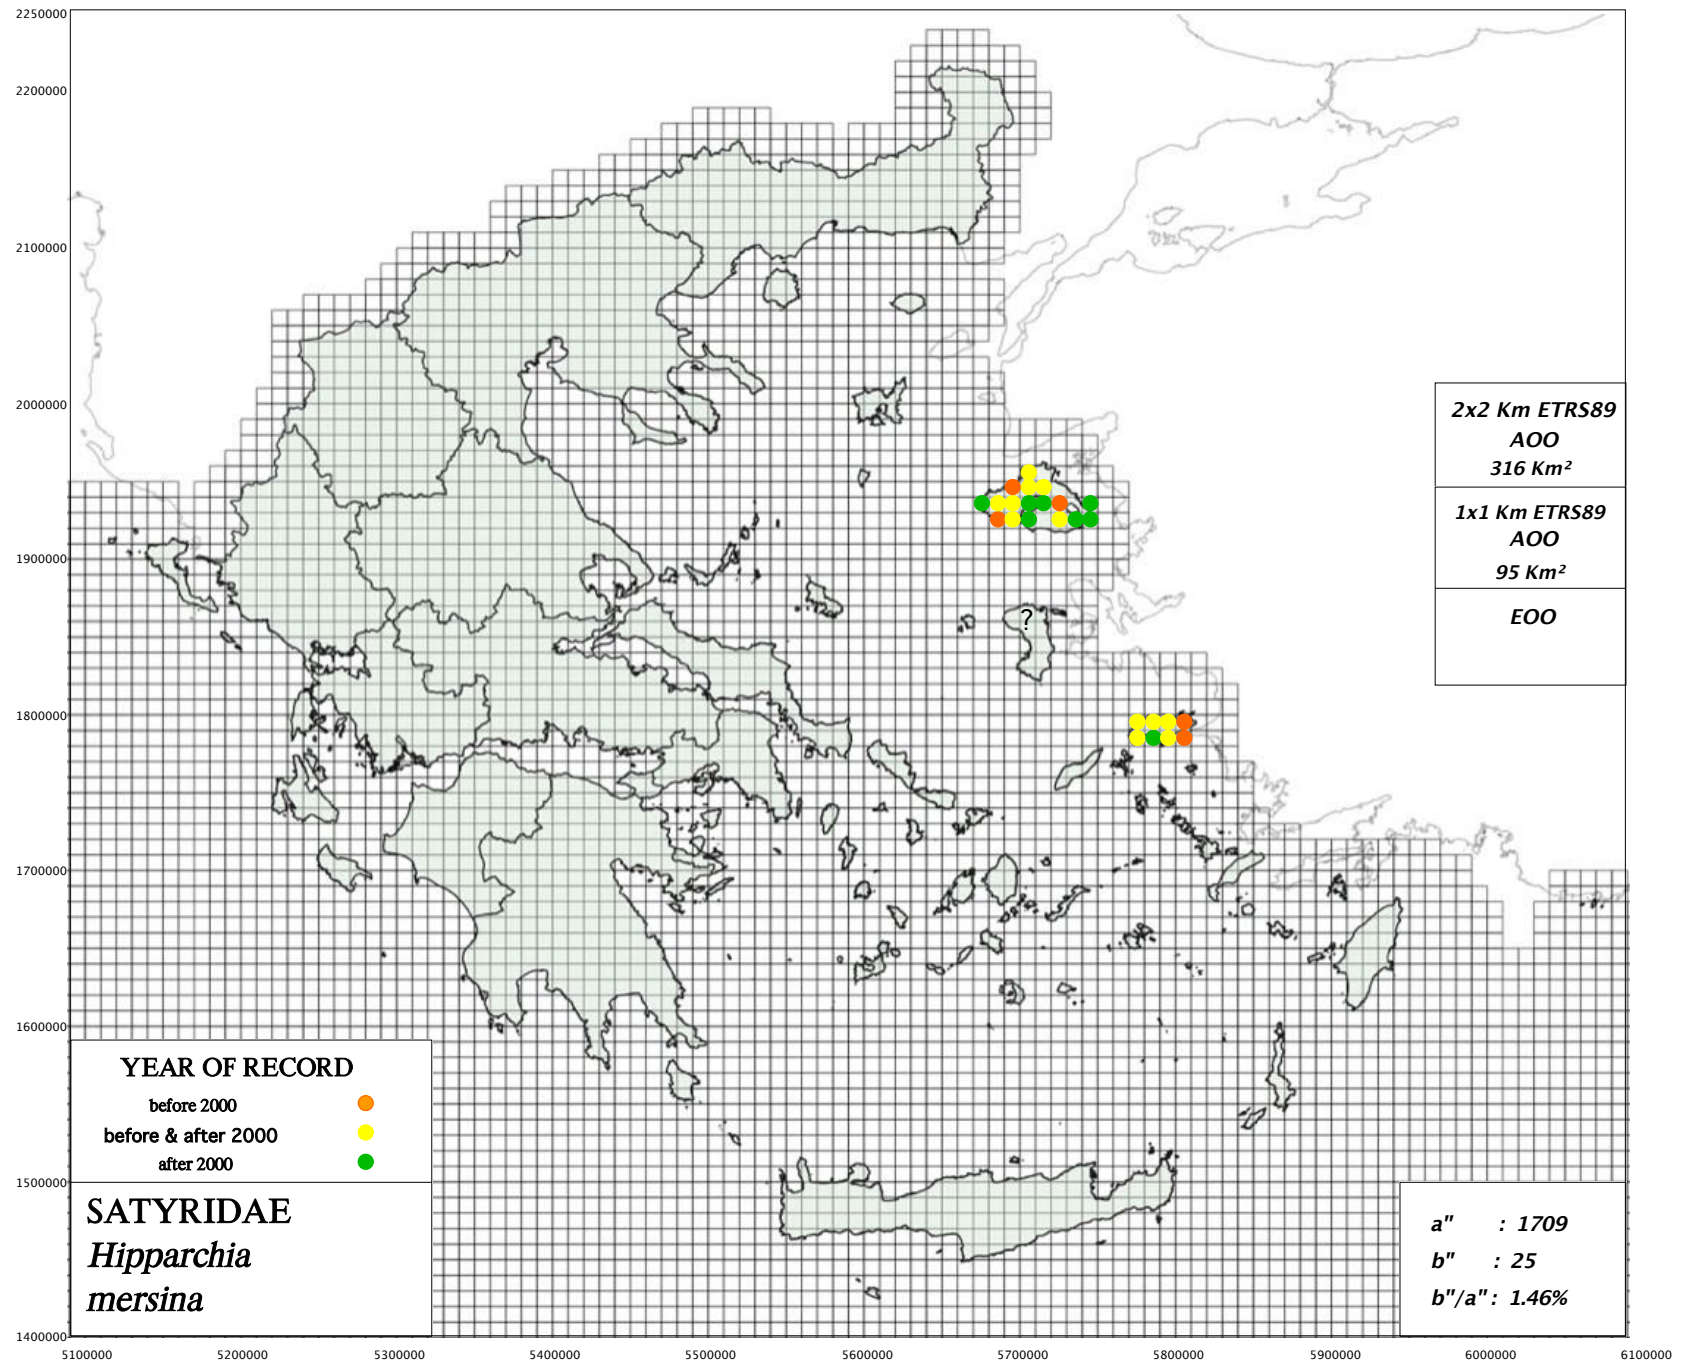 2250000
2200000
2100000
2000000
1900000
1800000
1700000
1600000
1500000
1400000
2x2 Km ETRS89
AOO
316 Km²
1x1 Km ETRS89
AOO
95 Km²
EOO
?
YEAR OF RECORD
before 2000
before & after 2000
after 2000
SATYRIDAE
Hipparchia
mersina
a" : 1709
b" : 25
b"/a" : 1.46%
5100000 5200000 5300000 5400000 5500000 5600000 5700000 5800000 5900000 6000000 6100000